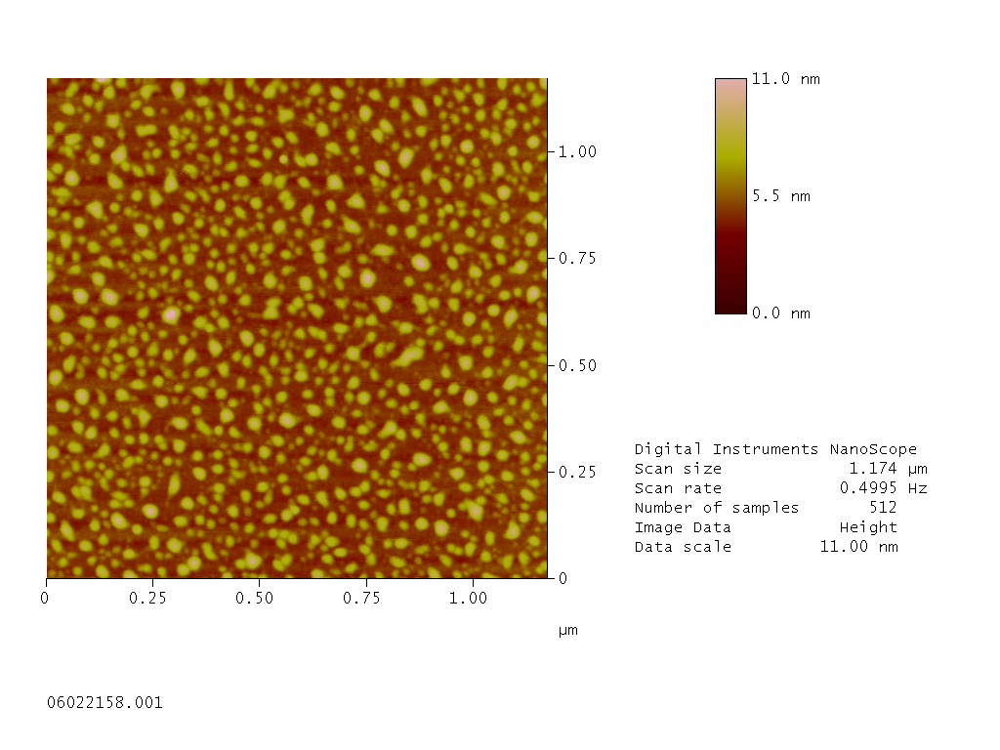 11.0 nm
5.5 nm
0.0 nm
1.00
0.75
0.50
0.25
0
0 0.25 0.50 0.75 1.00
µm
Digital Instruments NanoScope
Scan size 1.174 µm
Scan rate 0.4995 Hz
Number of samples 512
Image Data Height
Data scale 11.00 nm
06022158.001